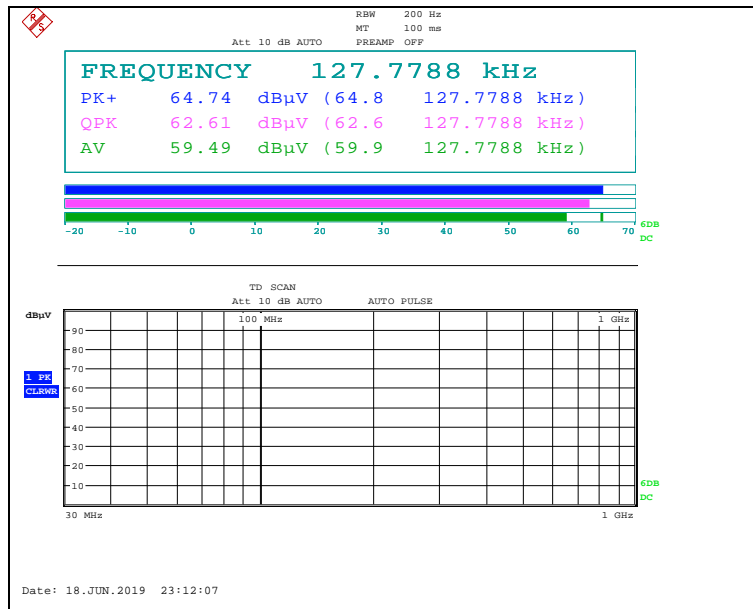 R S
RBW 200 Hz
MT 100 ms
Att 10 dB AUTO PREAMP OFF
FREQUENCY 127.7788 kHz
PK+ 64.74 dBµV (64.8 127.7788 kHz)
QPK 62.61 dBµV (62.6 127.7788 kHz)
AV 59.49 dBµV (59.9 127.7788 kHz)
-20 -10 0 10 20 30 40 50 60 70
6DB
DC
TD SCAN
Att 10 dB AUTO AUTO PULSE
dBµV
100 MHz 1 GHz
90
80
70
1 PK
CLRWR
60
50
40
30
20
10
6DB
DC
30 MHz 1 GHz
Date: 18.JUN.2019 23:12:07